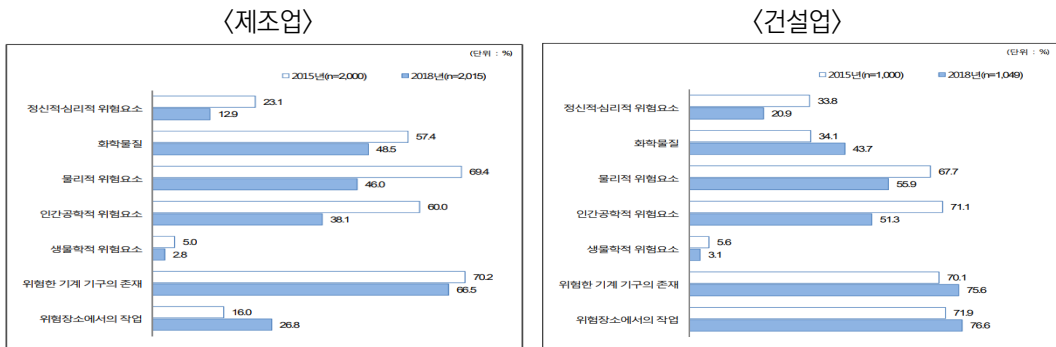 〈제조업〉
(단위 : %)
2015년(n=2,000) 2018년(n=2,015)
정신적·심리적 위험요소 23.1
12.9
화학물질 57.4
48.5
물리적 위험요소 69.4
46.0
인간공학적 위험요소 60.0
38.1
생물학적 위험요소 5.0
2.8
위험한 기계 기구의 존재 70.2
66.5
위험장소에서의 작업 16.0
26.8
〈건설업〉
(단위 : %)
2015년(n=1,000) 2018년(n=1,049)
정신적·심리적 위험요소 33.8
20.9
화학물질 34.1
43.7
물리적 위험요소 67.7
55.9
인간공학적 위험요소 71.1
51.3
생물학적 위험요소 5.6
3.1
위험한 기계 기구의 존재 70.1
75.6
위험장소에서의 작업 71.9
76.6